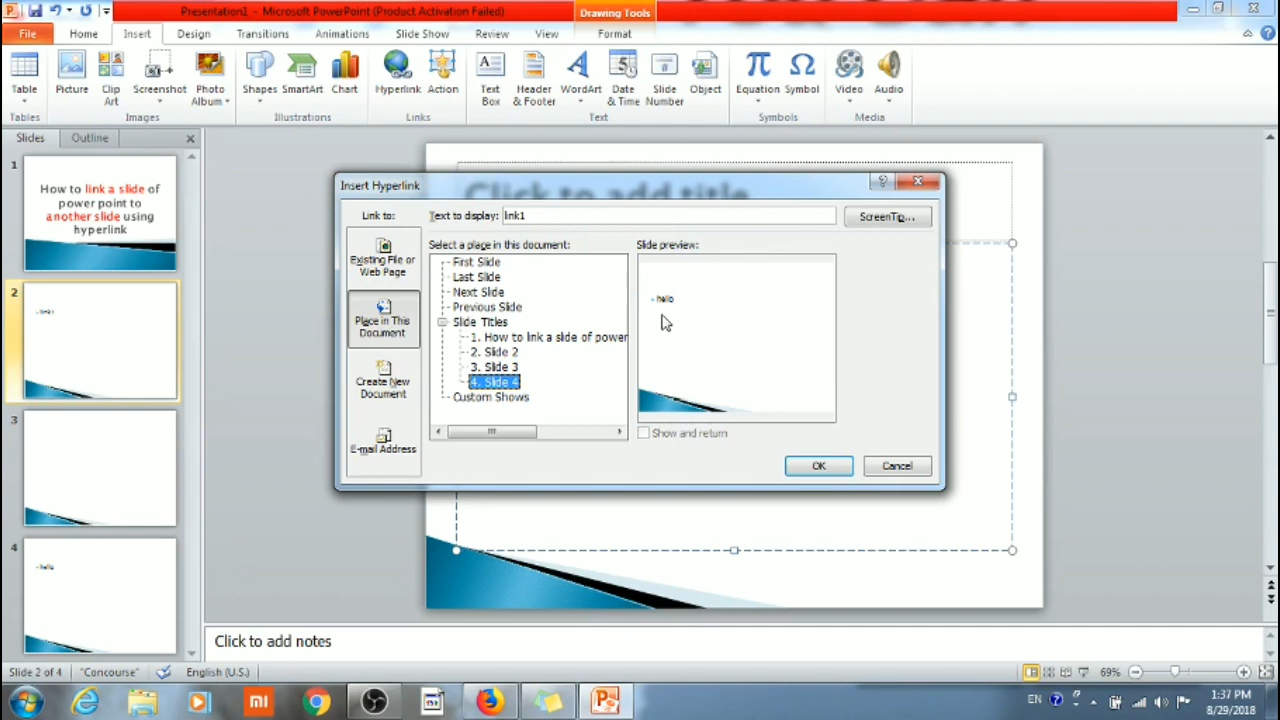 Presentation1 - Microsoft PowerPoint (Product Activation Failed)
Drawing Tools
File Home Insert Design Transitions Animations Slide Show Review View Format
Table Picture Clip Art Screenshot Photo Album Shapes SmartArt Chart Hyperlink Action Text Box Header & Footer WordArt Date & Time Slide Number Object Equation Symbol Video Audio
Tables Images Illustrations Links Text Symbols Media
Slides Outline
1
How to link a slide of
power point to
another slide using
hyperlink
2
link1
3
4
hello
Click to add title
Insert Hyperlink
Link to:
Text to display: link1
ScreenTip...
Existing File or
Web Page
Place in This
Document
Create New
Document
E-mail Address
Select a place in this document:
First Slide
Last Slide
Next Slide
Previous Slide
Slide Titles
1. How to link a slide of power
2. Slide 2
3. Slide 3
4. Slide 4
Custom Shows
Slide preview:
hello
Show and return
OK
Cancel
Click to add notes
Slide 2 of 4
"Concourse"
English (U.S.)
69%
EN
1:37 PM
8/29/2018